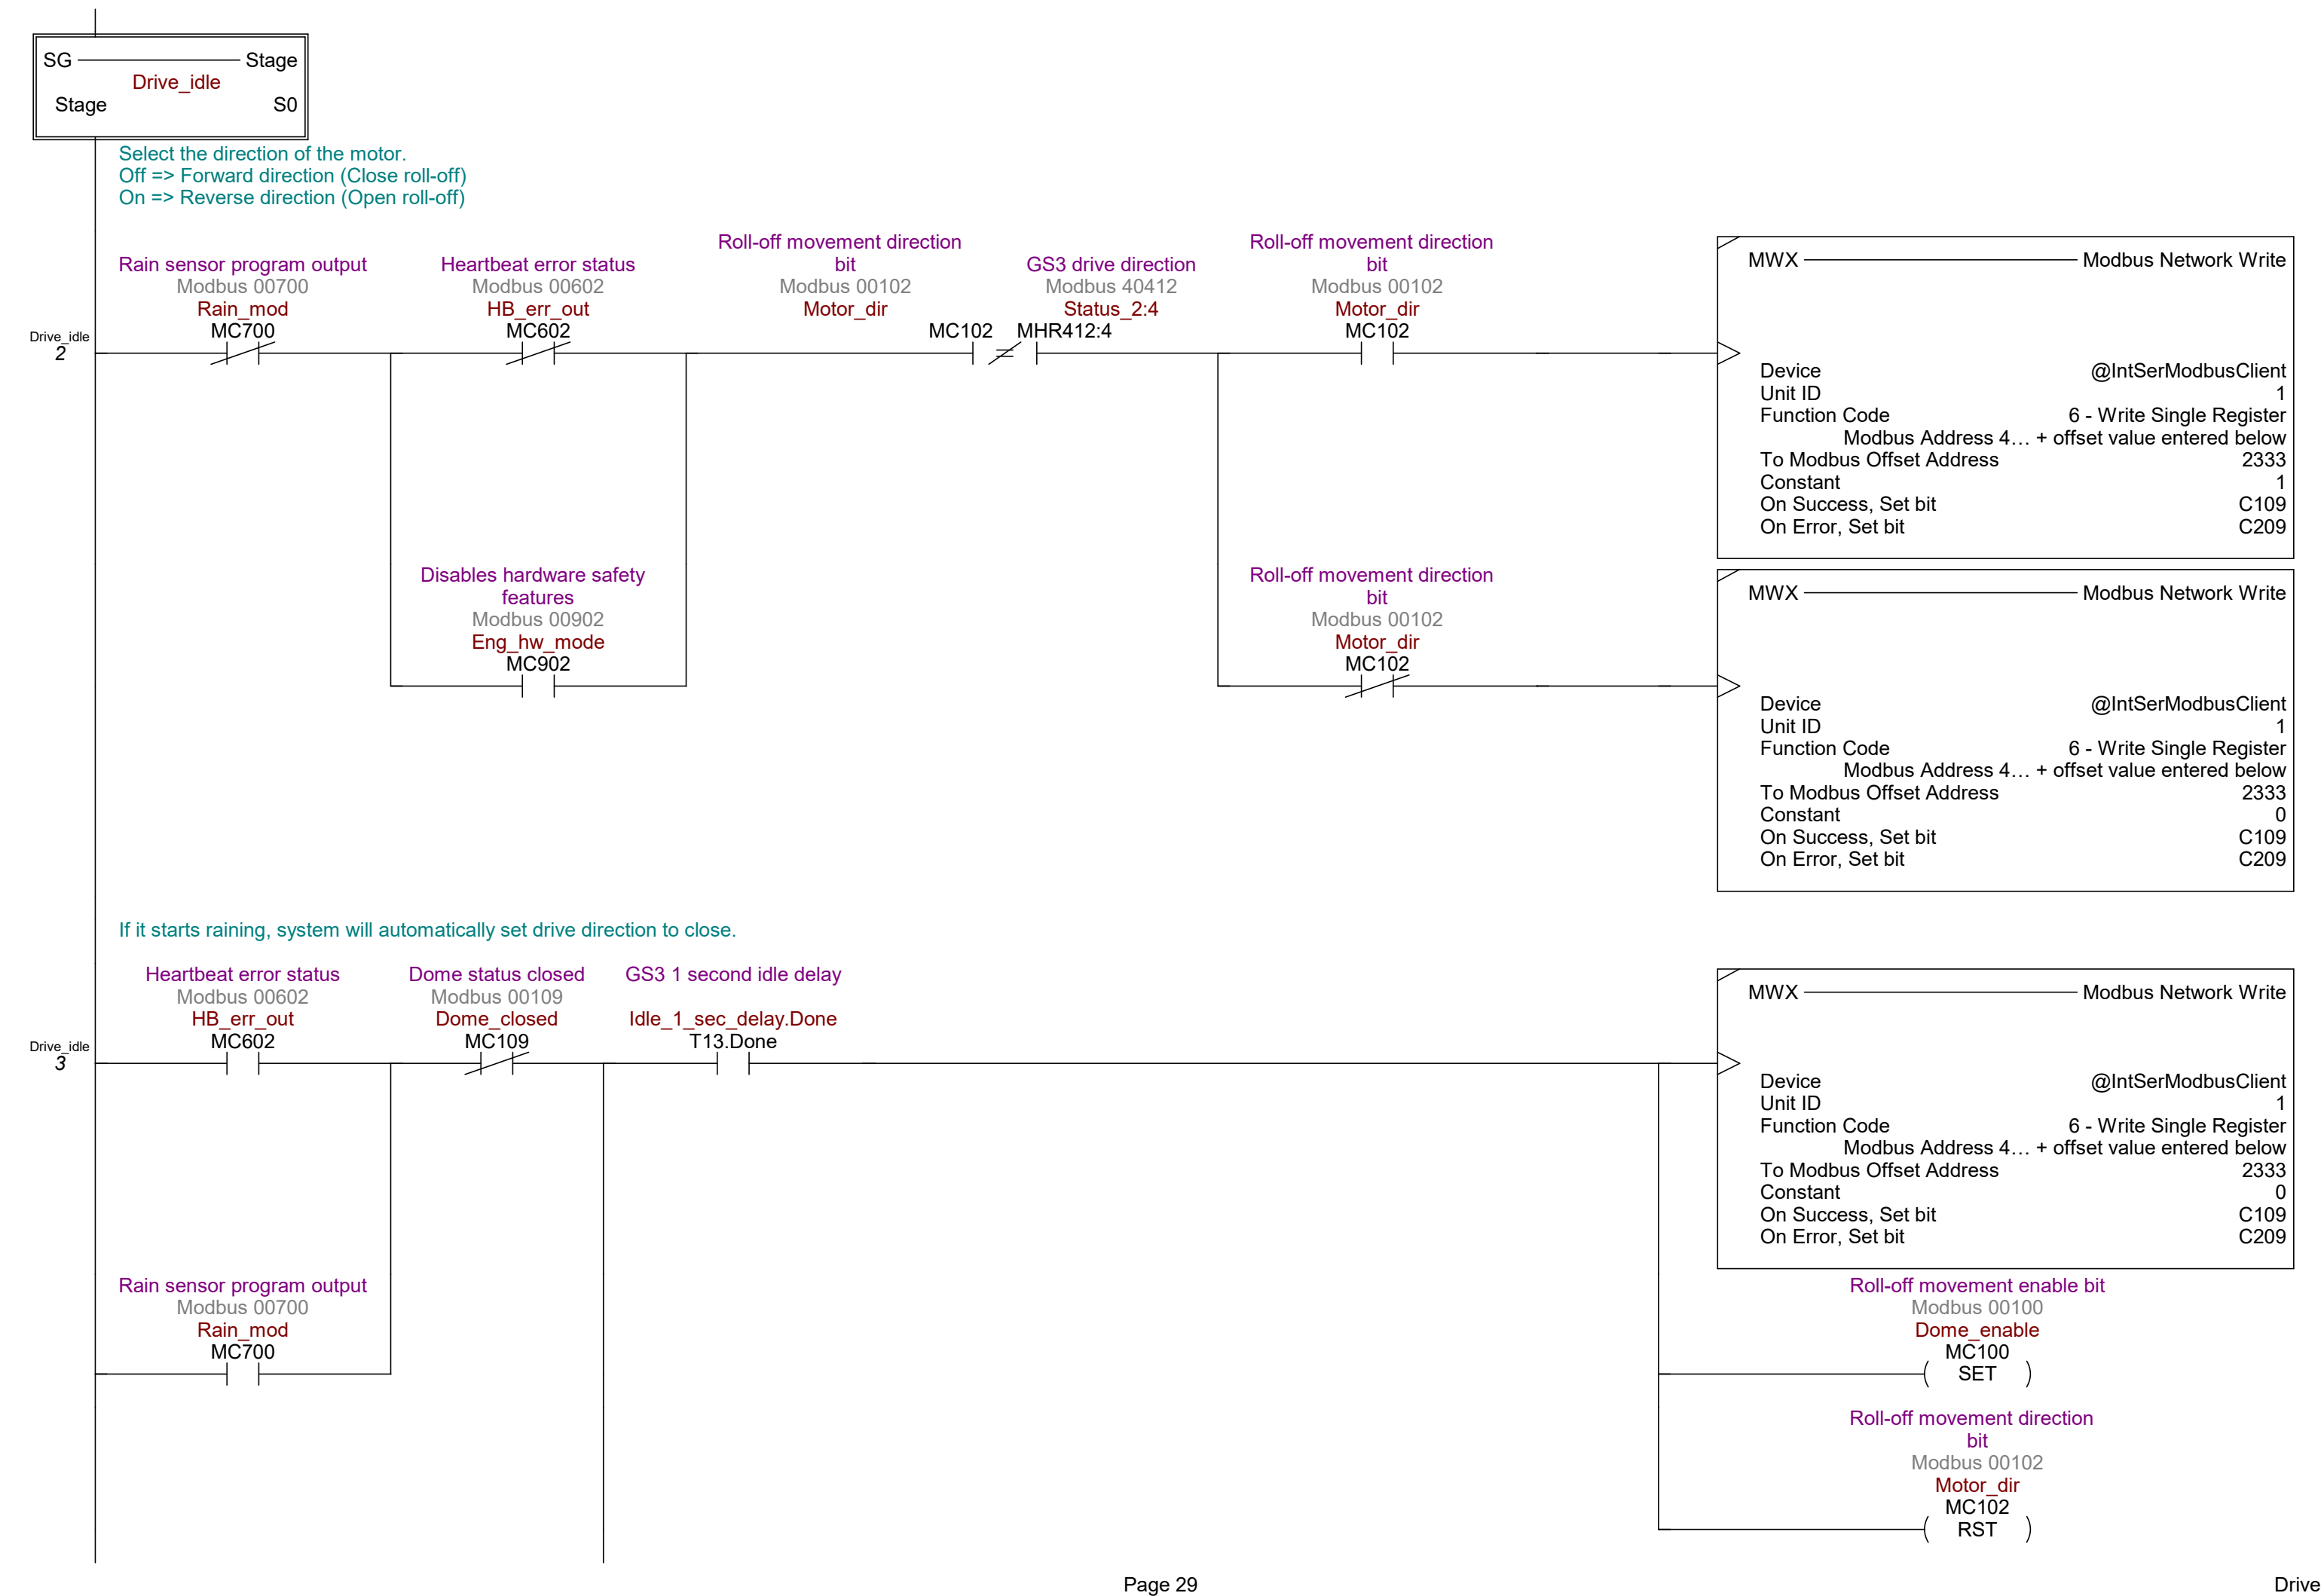 SG Stage
Drive_idle
Stage S0
Select the direction of the motor.
Off => Forward direction (Close roll-off)
On => Reverse direction (Open roll-off)
Rain sensor program output
Modbus 00700
Rain_mod
MC700
Heartbeat error status
Modbus 00602
HB_err_out
MC602
Roll-off movement direction
bit
Modbus 00102
Motor_dir
MC102
GS3 drive direction
Modbus 40412
Status_2:4
MHR412:4
Roll-off movement direction
bit
Modbus 00102
Motor_dir
MC102
Drive_idle
2
MWX Modbus Network Write
Device @IntSerModbusClient
Unit ID 1
Function Code 6 - Write Single Register
Modbus Address 4… + offset value entered below
To Modbus Offset Address 2333
Constant 1
On Success, Set bit C109
On Error, Set bit C209
Disables hardware safety
features
Modbus 00902
Eng_hw_mode
MC902
Roll-off movement direction
bit
Modbus 00102
Motor_dir
MC102
MWX Modbus Network Write
Device @IntSerModbusClient
Unit ID 1
Function Code 6 - Write Single Register
Modbus Address 4… + offset value entered below
To Modbus Offset Address 2333
Constant 0
On Success, Set bit C109
On Error, Set bit C209
If it starts raining, system will automatically set drive direction to close.
Heartbeat error status
Modbus 00602
HB_err_out
MC602
Dome status closed
Modbus 00109
Dome_closed
MC109
GS3 1 second idle delay
Idle_1_sec_delay.Done
T13.Done
Drive_idle
3
MWX Modbus Network Write
Device @IntSerModbusClient
Unit ID 1
Function Code 6 - Write Single Register
Modbus Address 4… + offset value entered below
To Modbus Offset Address 2333
Constant 0
On Success, Set bit C109
On Error, Set bit C209
Rain sensor program output
Modbus 00700
Rain_mod
MC700
Roll-off movement enable bit
Modbus 00100
Dome_enable
MC100
SET
Roll-off movement direction
bit
Modbus 00102
Motor_dir
MC102
RST
Page 29
Drive